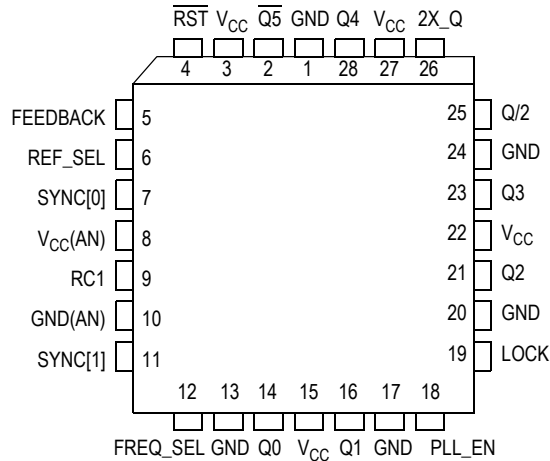 R̅S̅T̅ VCC Q̅5̅ GND Q4 VCC 2X_Q
4 3 2 1 28 27 26
FEEDBACK 5 25 Q/2
REF_SEL 6 24 GND
SYNC[0] 7 23 Q3
VCC(AN) 8 22 VCC
RC1 9 21 Q2
GND(AN) 10 20 GND
SYNC[1] 11 19 LOCK
12 13 14 15 16 17 18
FREQ_SEL GND Q0 VCC Q1 GND PLL_EN